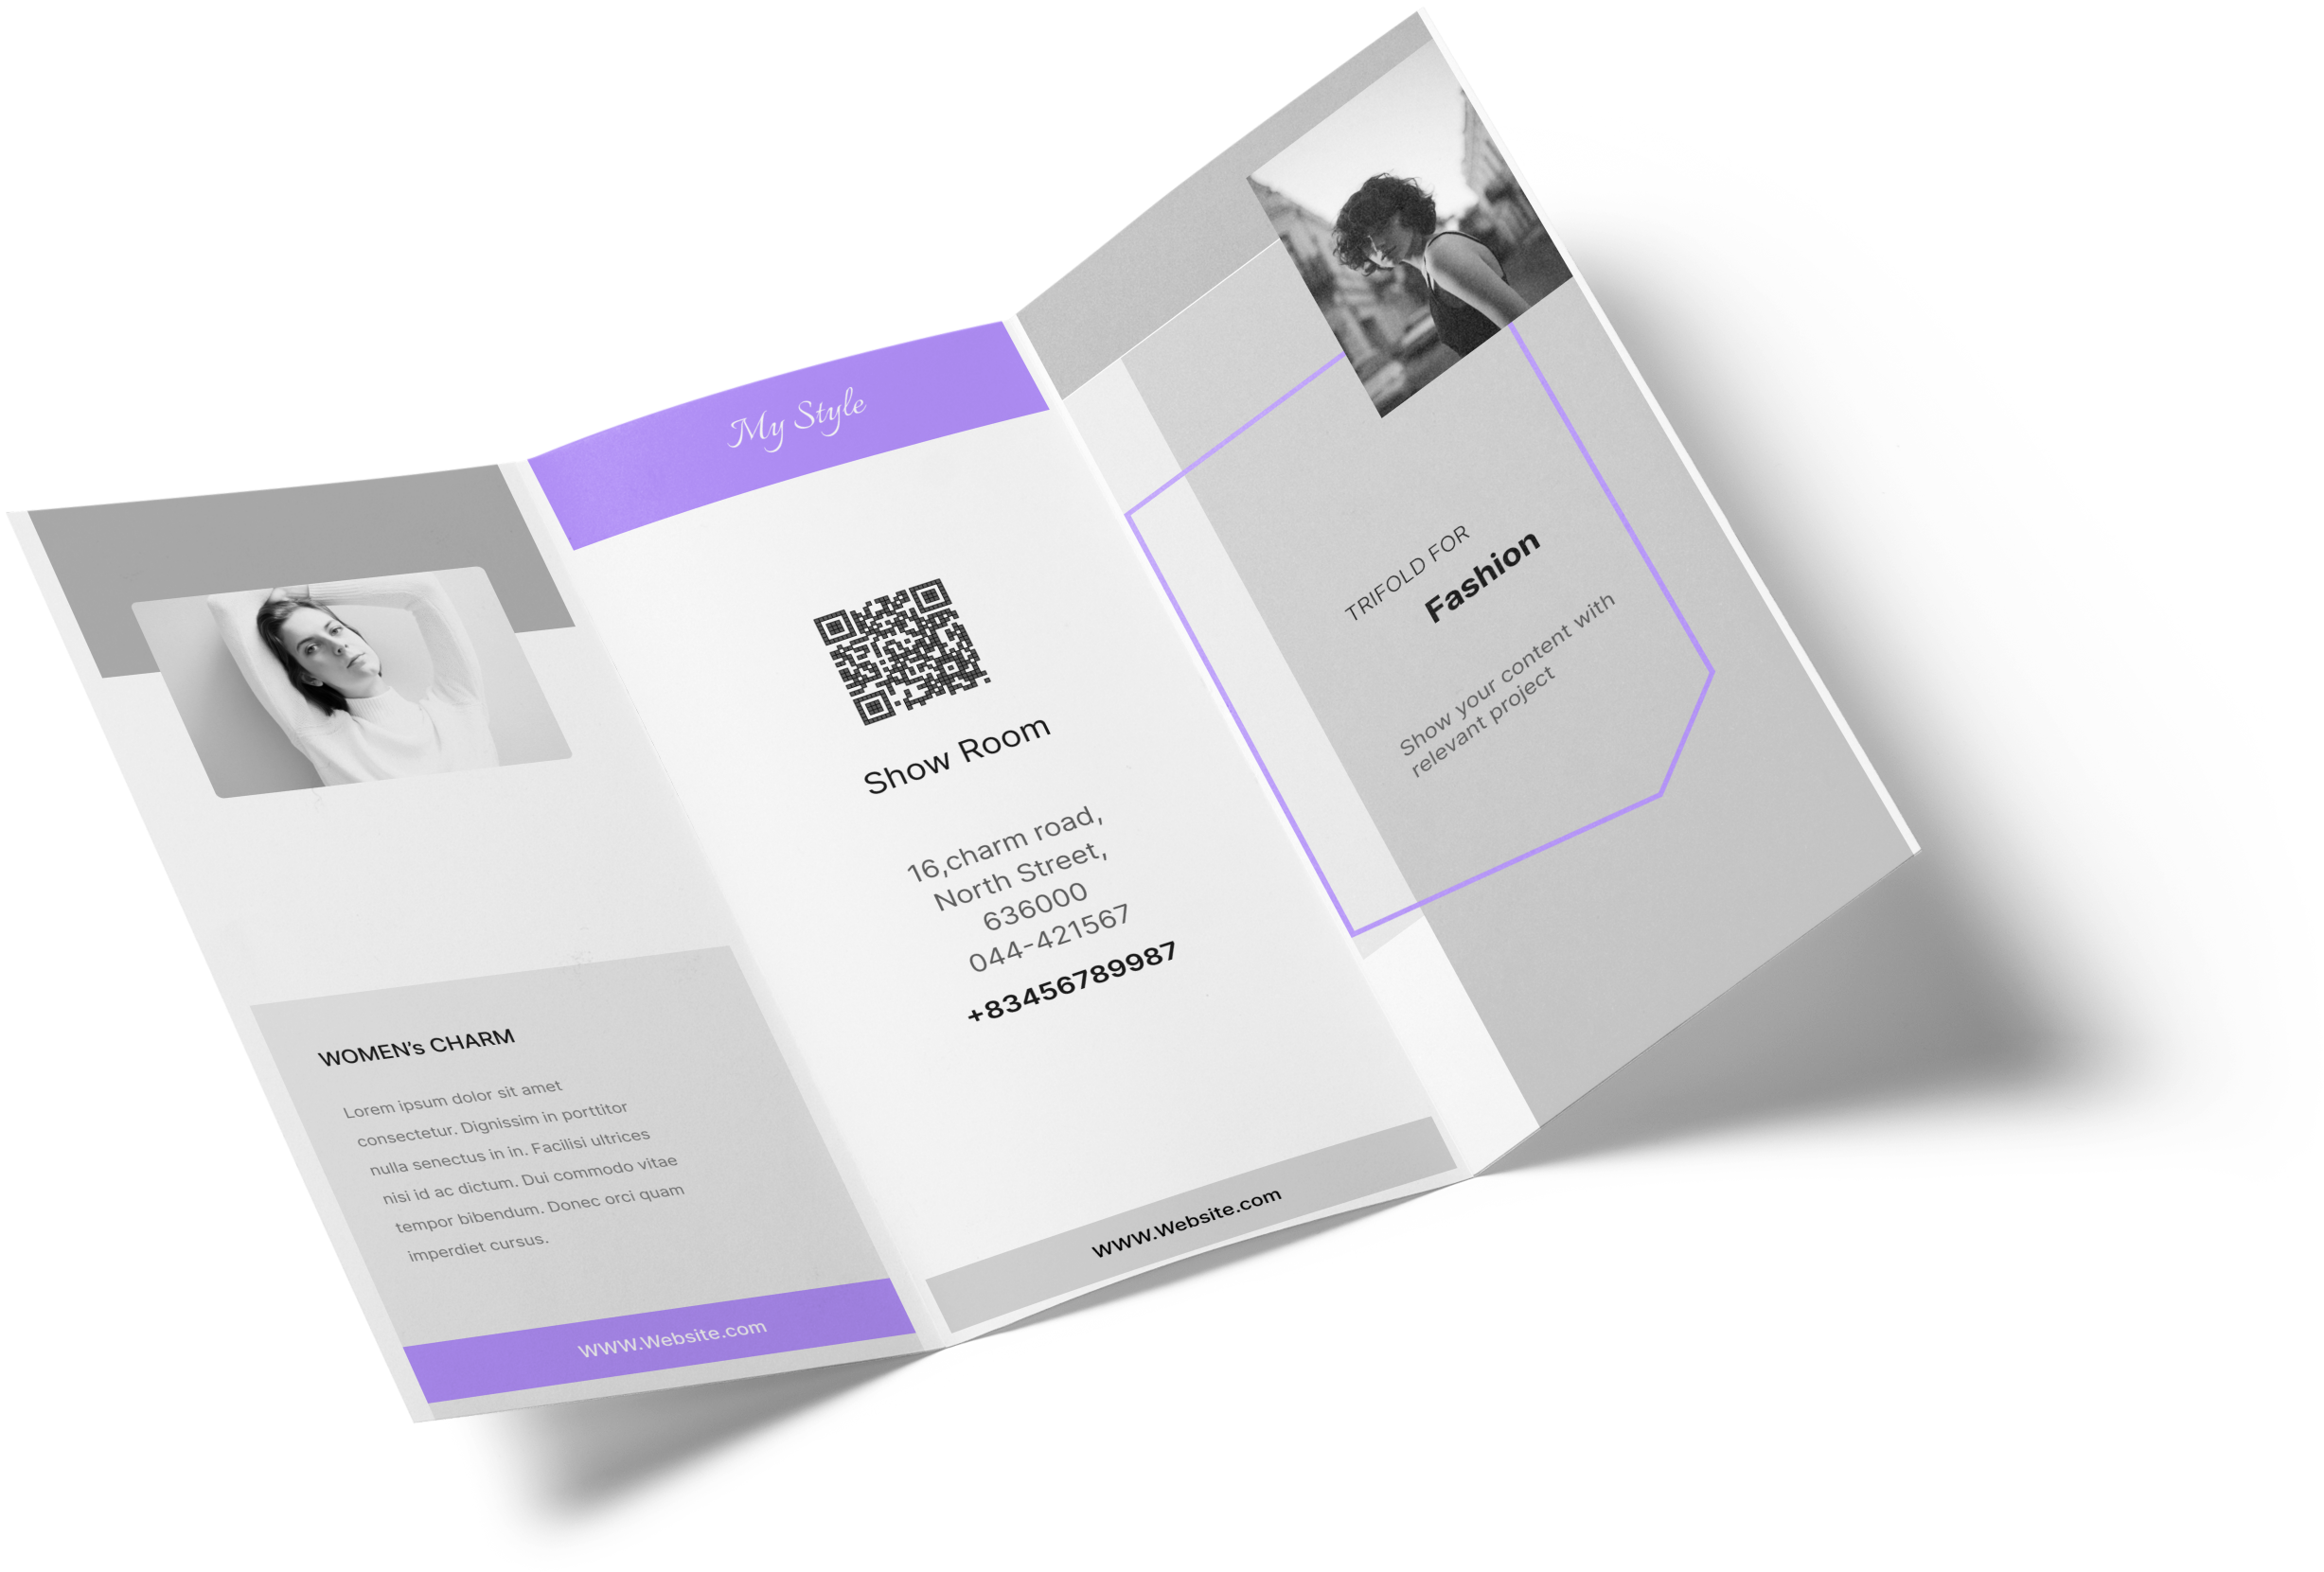 WOMEN's CHARM
Lorem ipsum dolor sit amet
consectetur. Dignissim in porttitor
nulla senectus in in. Facilisi ultrices
nisi id ac dictum. Dui commodo vitae
tempor bibendum. Donec orci quam
imperdiet cursus.
WWW.Website.com
My Style
Show Room
16,charm road,
North Street,
636000
044-421567
+83456789987
WWW.Website.com
TRIFOLD FOR
Fashion
Show your content with
relevant project